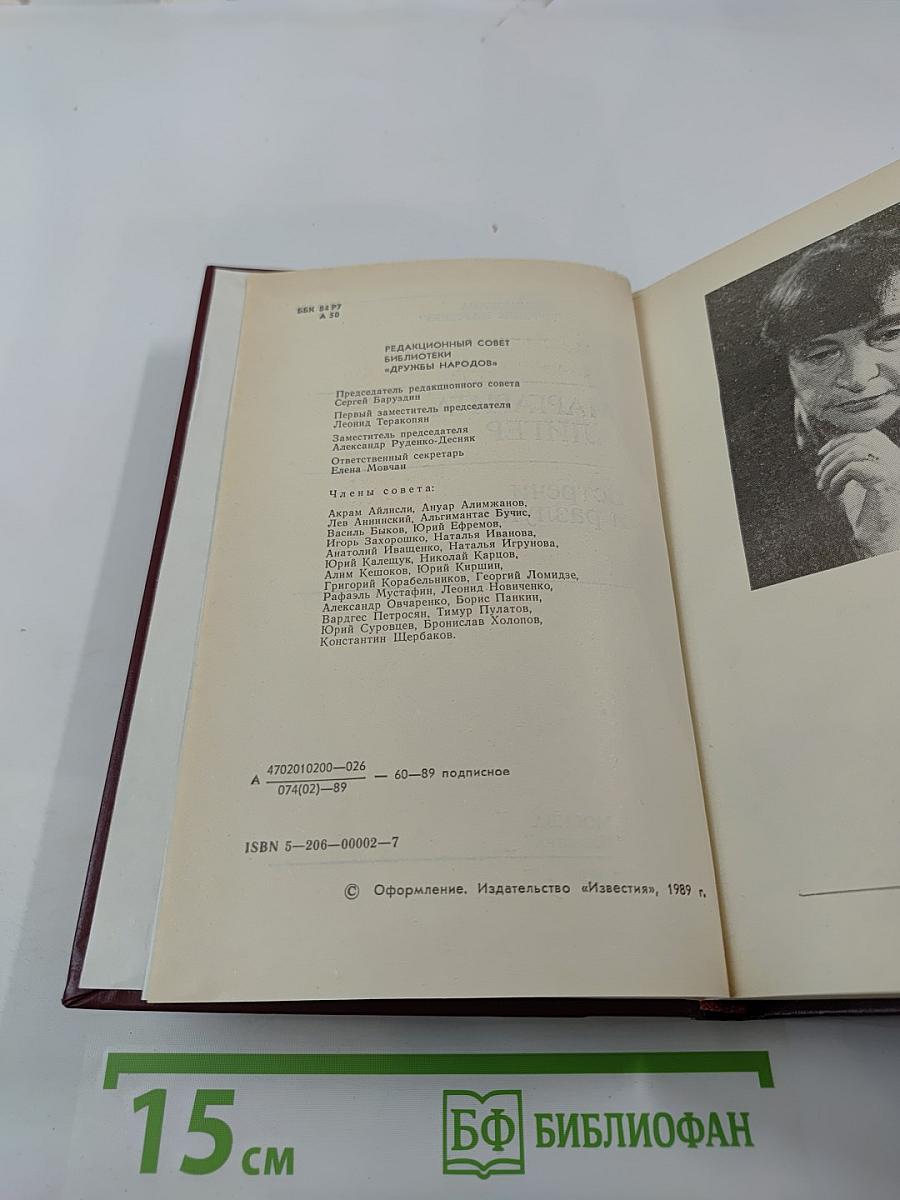 ББК 84 Р7
А 50
РЕДАКЦИОННЫЙ СОВЕТ
БИБЛИОТЕКИ
«ДРУЖБЫ НАРОДОВ»
Председатель редакционного совета
Сергей Баруздин
Первый заместитель председателя
Леонид Теракопян
Заместитель председателя
Александр Руденко-Десняк
Ответственный секретарь
Елена Мовчан
Члены совета:
Акрам Айлисли, Ануар Алимжанов,
Лев Аннинский, Альгимантас Бучис,
Василь Быков, Юрий Ефремов,
Игорь Захорошко, Наталья Иванова,
Анатолий Иващенко, Наталья Игрунова,
Юрий Калещук, Николай Карцов,
Алим Кешоков, Юрий Киршин,
Григорий Корабельников, Георгий Ломидзе,
Рафаэль Мустафин, Леонид Новиченко,
Александр Овчаренко, Борис Панкин,
Вардгес Петросян, Тимур Пулатов,
Юрий Суровцев, Бронислав Холопов,
Константин Щербаков.
А 4702010200—026
074(02)—89 — 60—89 подписное
ISBN 5—206—00002—7
© Оформление. Издательство «Известия», 1989 г.
15 см
БФ БИБЛИОФАН